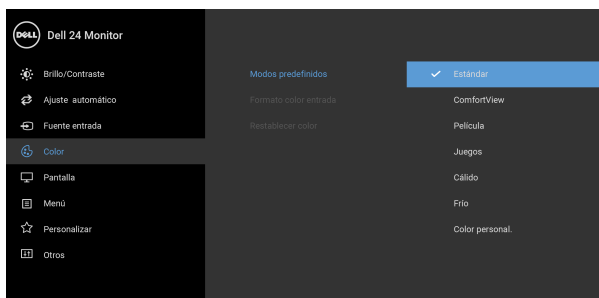 DELL Dell 24 Monitor
Brillo/Contraste
Modos predefinidos
Estándar
Ajuste automático
Formato color entrada
ComfortView
Fuente entrada
Restablecer color
Película
Color
Juegos
Pantalla
Cálido
Menú
Frío
Personalizar
Color personal.
Otros